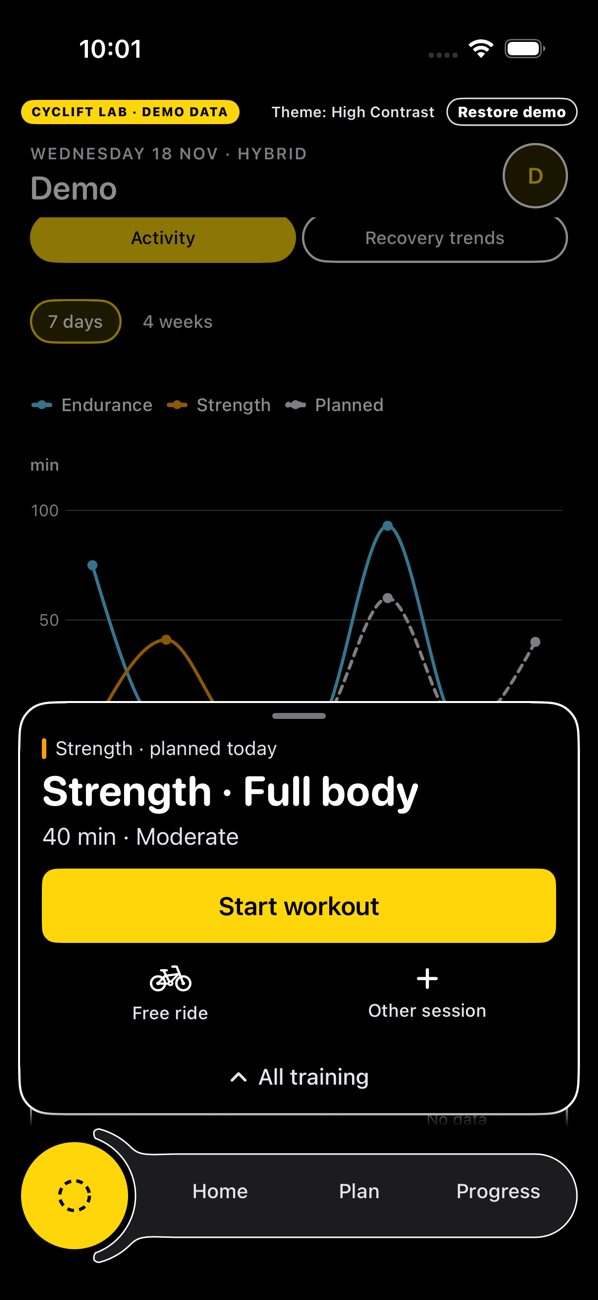 10:01
CYCLIFT LAB · DEMO DATA
Theme: High Contrast
Restore demo
WEDNESDAY 18 NOV · HYBRID
Demo
D
Activity
Recovery trends
7 days
4 weeks
Endurance
Strength
Planned
min
100
50
Strength · planned today
Strength · Full body
40 min · Moderate
Start workout
Free ride
Other session
All training
No data
Home
Plan
Progress